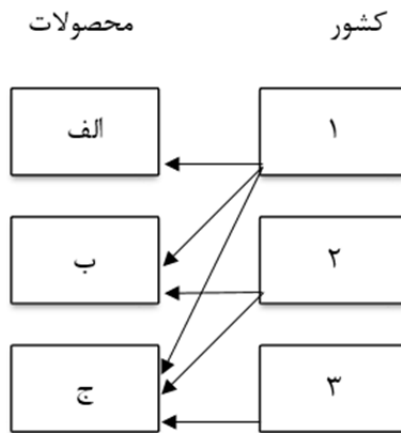 کشور محصولات
۱ الف
۲ ب
۳ ج